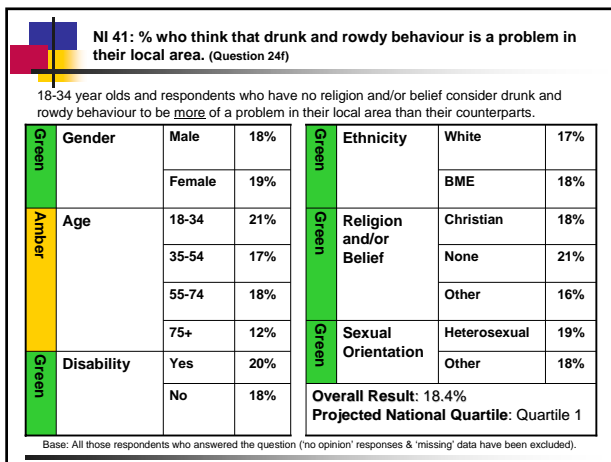 NI 41: % who think that drunk and rowdy behaviour is a problem in
their local area. (Question 24f)
18-34 year olds and respondents who have no religion and/or belief consider drunk and
rowdy behaviour to be more of a problem in their local area than their counterparts.
Green Gender Male 18%
Female 19%
Amber Age 18-34 21%
35-54 17%
55-74 18%
75+ 12%
Green Disability Yes 20%
No 18%
Green Ethnicity White 17%
BME 18%
Green Religion Christian 18%
and/or
Belief None 21%
Other 16%
Green Sexual Heterosexual 19%
Orientation Other 18%
Overall Result: 18.4%
Projected National Quartile: Quartile 1
Base: All those respondents who answered the question ('no opinion' responses & 'missing' data have been excluded).